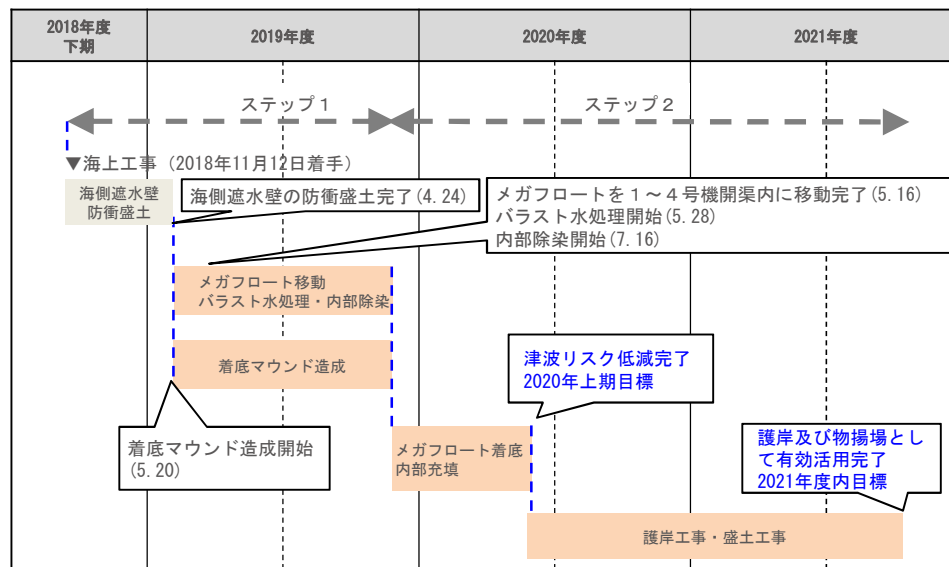 2018年度
下期
2019年度
2020年度
2021年度
ステップ1
ステップ2
▼海上工事（2018年11月12日着手）
海側遮水壁
防衝盛土
海側遮水壁の防衝盛土完了(4.24)
メガフロートを１～４号機開渠内に移動完了(5.16)
バラスト水処理開始(5.28)
内部除染開始(7.16)
メガフロート移動
バラスト水処理・内部除染
着底マウンド造成
津波リスク低減完了
2020年上期目標
着底マウンド造成開始
(5.20)
メガフロート着底
内部充填
護岸及び物揚場とし
て有効活用完了
2021年度内目標
護岸工事・盛土工事